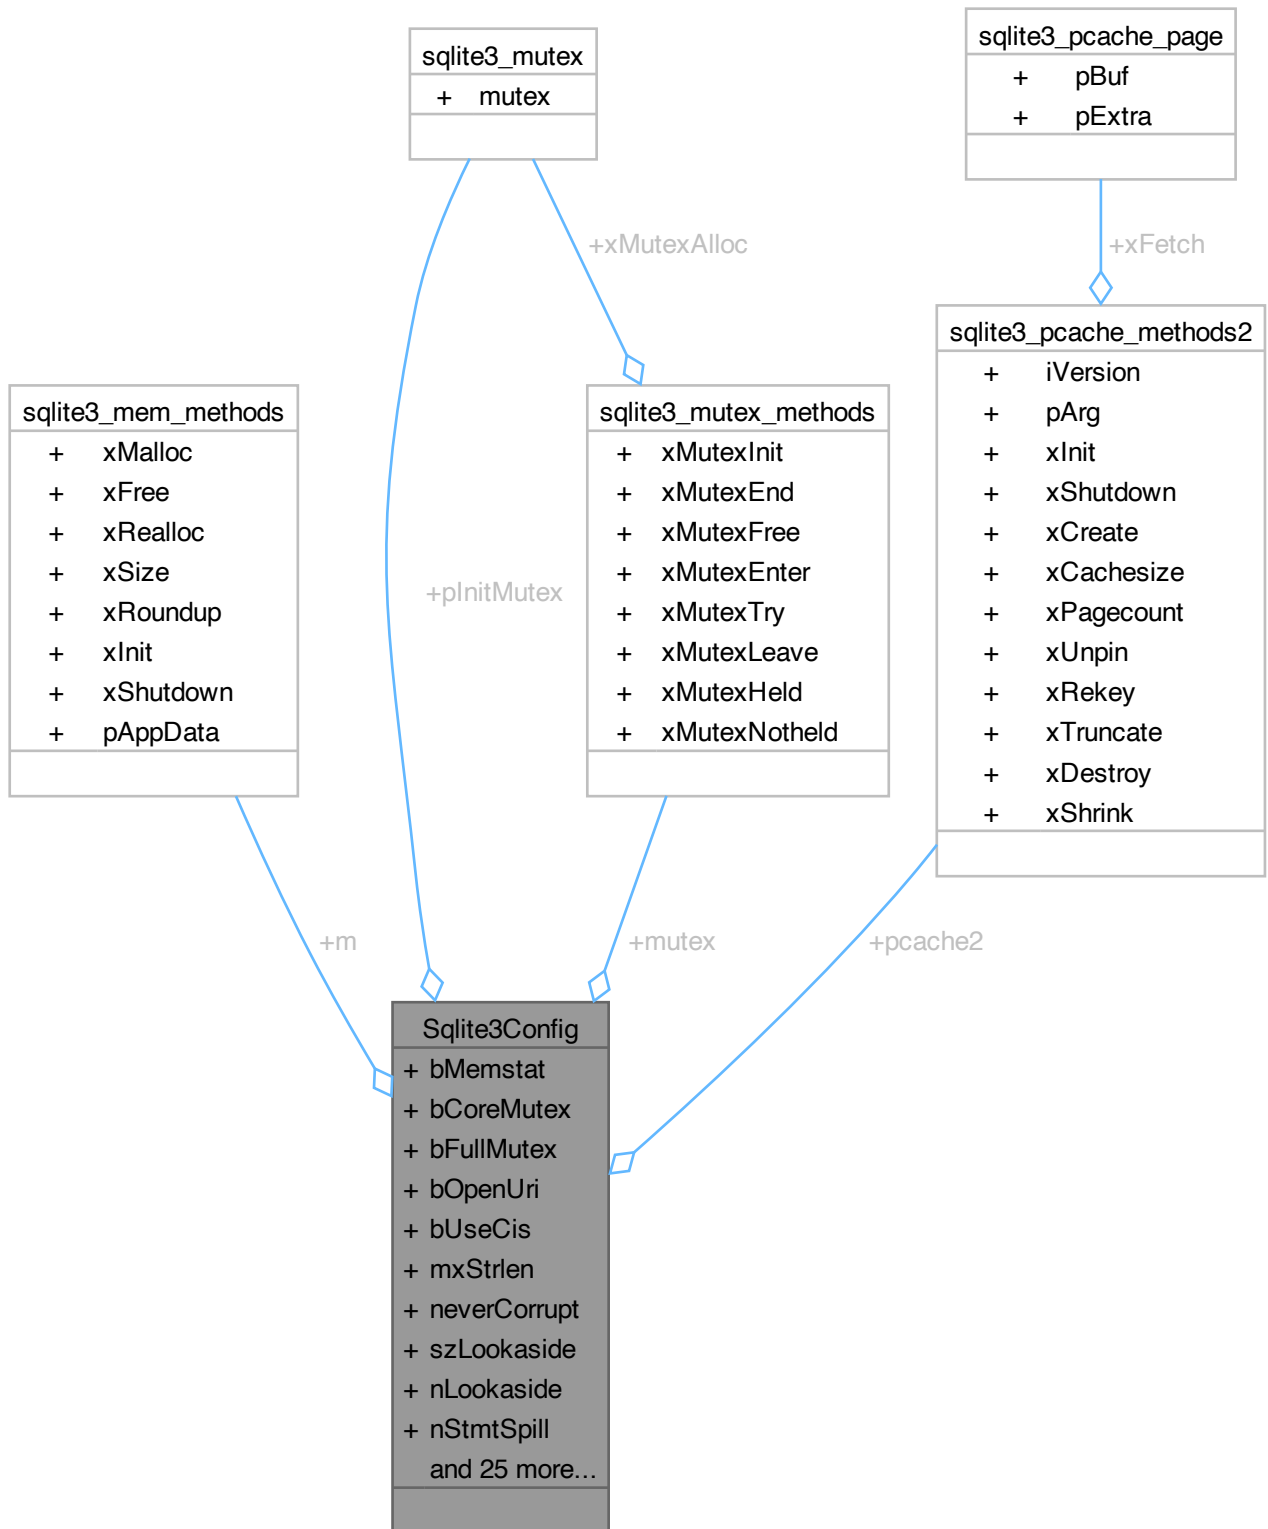 sqlite3_mutex
+ mutex
sqlite3_pcache_page
+ pBuf
+ pExtra
+xMutexAlloc
+xFetch
sqlite3_mem_methods
+ xMalloc
+ xFree
+ xRealloc
+ xSize
+ xRoundup
+ xInit
+ xShutdown
+ pAppData
+pInitMutex
sqlite3_mutex_methods
+ xMutexInit
+ xMutexEnd
+ xMutexFree
+ xMutexEnter
+ xMutexTry
+ xMutexLeave
+ xMutexHeld
+ xMutexNotheld
sqlite3_pcache_methods2
+ iVersion
+ pArg
+ xInit
+ xShutdown
+ xCreate
+ xCachesize
+ xPagecount
+ xUnpin
+ xRekey
+ xTruncate
+ xDestroy
+ xShrink
+m
+mutex
+pcache2
Sqlite3Config
+ bMemstat
+ bCoreMutex
+ bFullMutex
+ bOpenUri
+ bUseCis
+ mxStrlen
+ neverCorrupt
+ szLookaside
+ nLookaside
+ nStmtSpill
and 25 more...